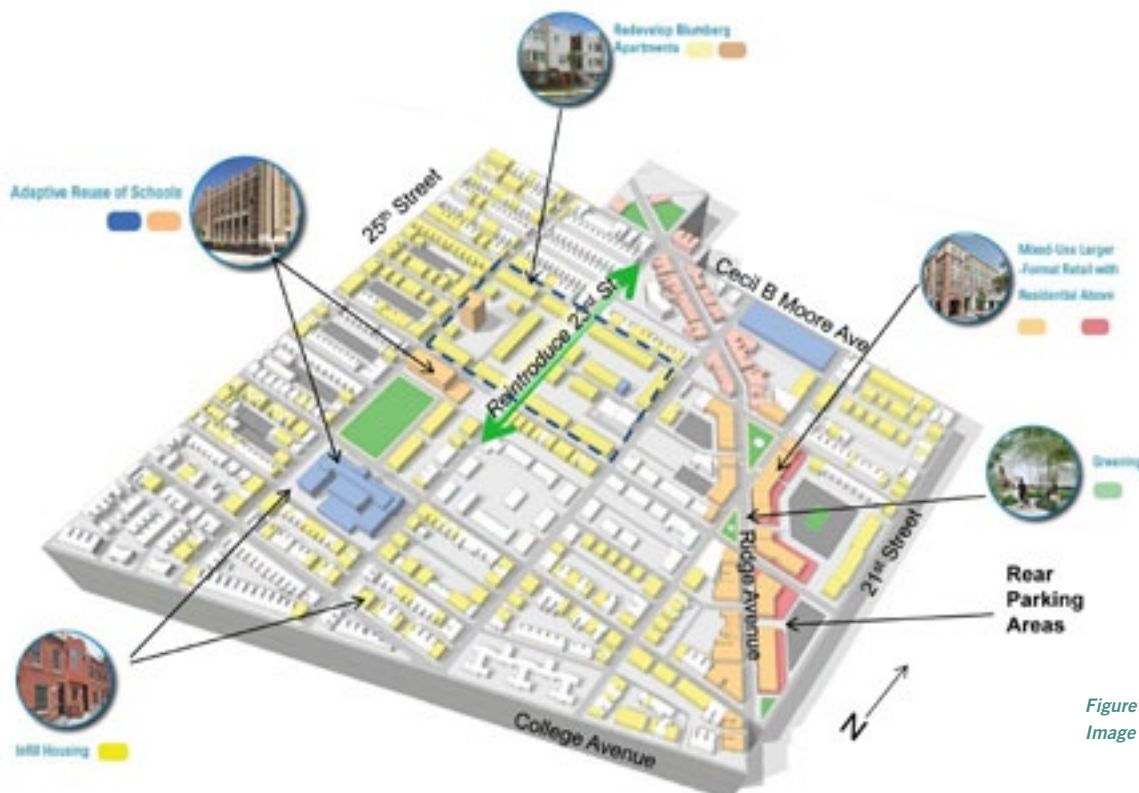 Redevelop Blumberg
Apartments
Adaptive Reuse of Schools
25th Street
Reintroduce 23rd St
Cecil B Moore Ave
Mixed-Use Larger
-Format Retail with
Residential Above
Greening
Ridge Avenue
21st Street
Rear
Parking
Areas
N
College Avenue
Infill Housing
Figure
Image